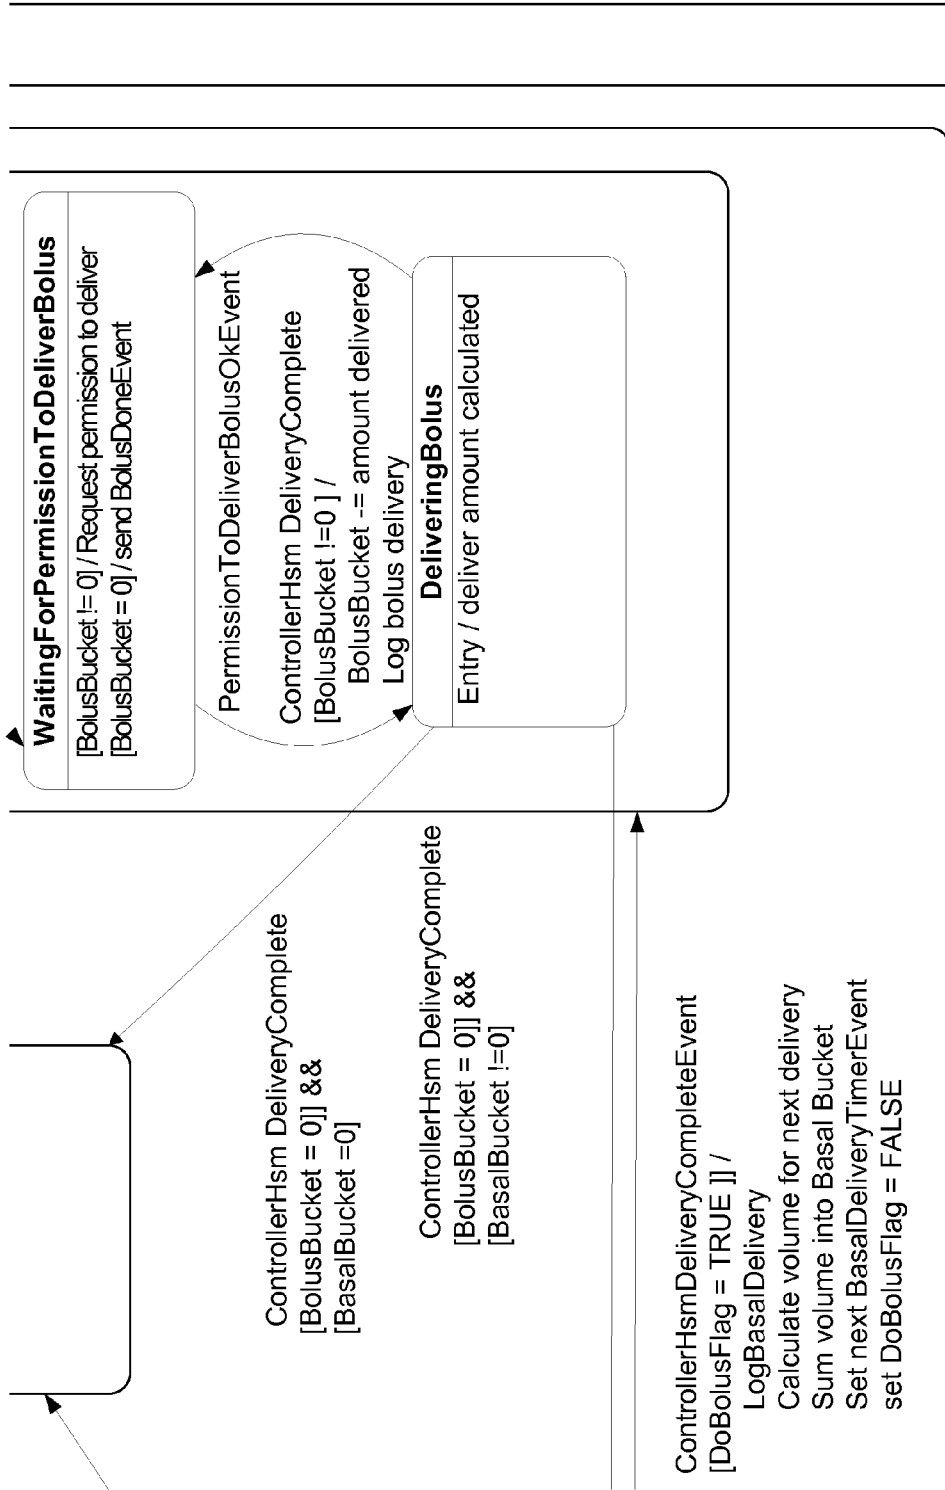 WaitingForPermissionToDeliverBolus
[BolusBucket != 0] / Request permission to deliver
[BolusBucket = 0] / send BolusDoneEvent
PermissionToDeliverBolusOkEvent
ControllerHsm DeliveryComplete
[BolusBucket !=0 ] /
BolusBucket -= amount delivered
Log bolus delivery
DeliveringBolus
Entry / deliver amount calculated
ControllerHsm DeliveryComplete
[BolusBucket = 0]] &&
[BasalBucket =0]
ControllerHsm DeliveryComplete
[BolusBucket = 0]] &&
[BasalBucket !=0]
ControllerHsmDeliveryCompleteEvent
[DoBolusFlag = TRUE ]] /
LogBasalDelivery
Calculate volume for next delivery
Sum volume into Basal Bucket
Set next BasalDeliveryTimerEvent
set DoBolusFlag = FALSE